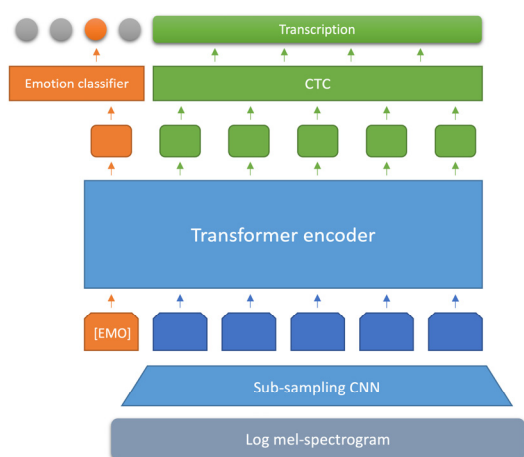 Transcription
Emotion classifier
CTC
Transformer encoder
[EMO]
Sub-sampling CNN
Log mel-spectrogram